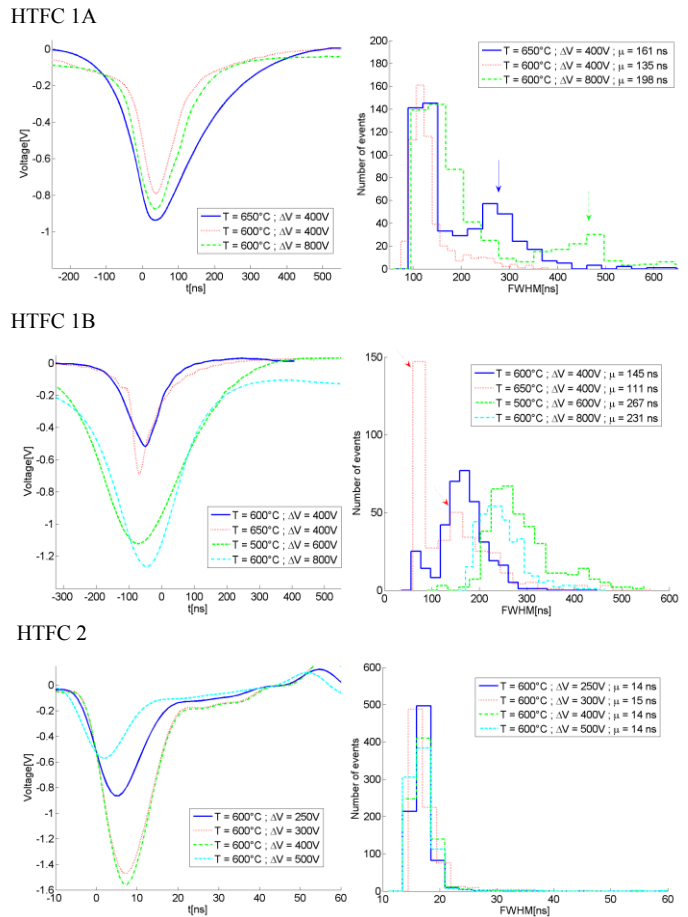 HTFC 1A
0
-0.2
-0.4
-0.6
-0.8
-1
Voltage[V]
T = 650°C ; ΔV = 400V
T = 600°C ; ΔV = 400V
T = 600°C ; ΔV = 800V
-200 -100 0 100 200 300 400 500
t[ns]
200
180
160
140
120
100
80
60
40
20
0
Number of events
T = 650°C ; ΔV = 400V ; μ = 161 ns
T = 600°C ; ΔV = 400V ; μ = 135 ns
T = 600°C ; ΔV = 800V ; μ = 198 ns
0 100 200 300 400 500 600
FWHM[ns]
HTFC 1B
0
-0.2
-0.4
-0.6
-0.8
-1
-1.2
Voltage[V]
T = 600°C ; ΔV = 400V
T = 650°C ; ΔV = 400V
T = 500°C ; ΔV = 600V
T = 600°C ; ΔV = 800V
-300 -200 -100 0 100 200 300
t[ns]
150
100
50
0
Number of events
T = 600°C ; ΔV = 400V ; μ = 145 ns
T = 650°C ; ΔV = 400V ; μ = 111 ns
T = 500°C ; ΔV = 600V ; μ = 267 ns
T = 600°C ; ΔV = 800V ; μ = 231 ns
0 100 200 300 400 500 600
FWHM[ns]
HTFC 2
0
-0.2
-0.4
-0.6
-0.8
-1
-1.2
-1.4
-1.6
Voltage[V]
T = 600°C ; ΔV = 250V
T = 600°C ; ΔV = 300V
T = 600°C ; ΔV = 400V
T = 600°C ; ΔV = 500V
-10 0 10 20 30 40 50 60
t[ns]
600
500
400
300
200
100
0
Number of events
T = 600°C ; ΔV = 250V ; μ = 14 ns
T = 600°C ; ΔV = 300V ; μ = 15 ns
T = 600°C ; ΔV = 400V ; μ = 14 ns
T = 600°C ; ΔV = 500V ; μ = 14 ns
10 20 30 40 50 60
FWHM[ns]